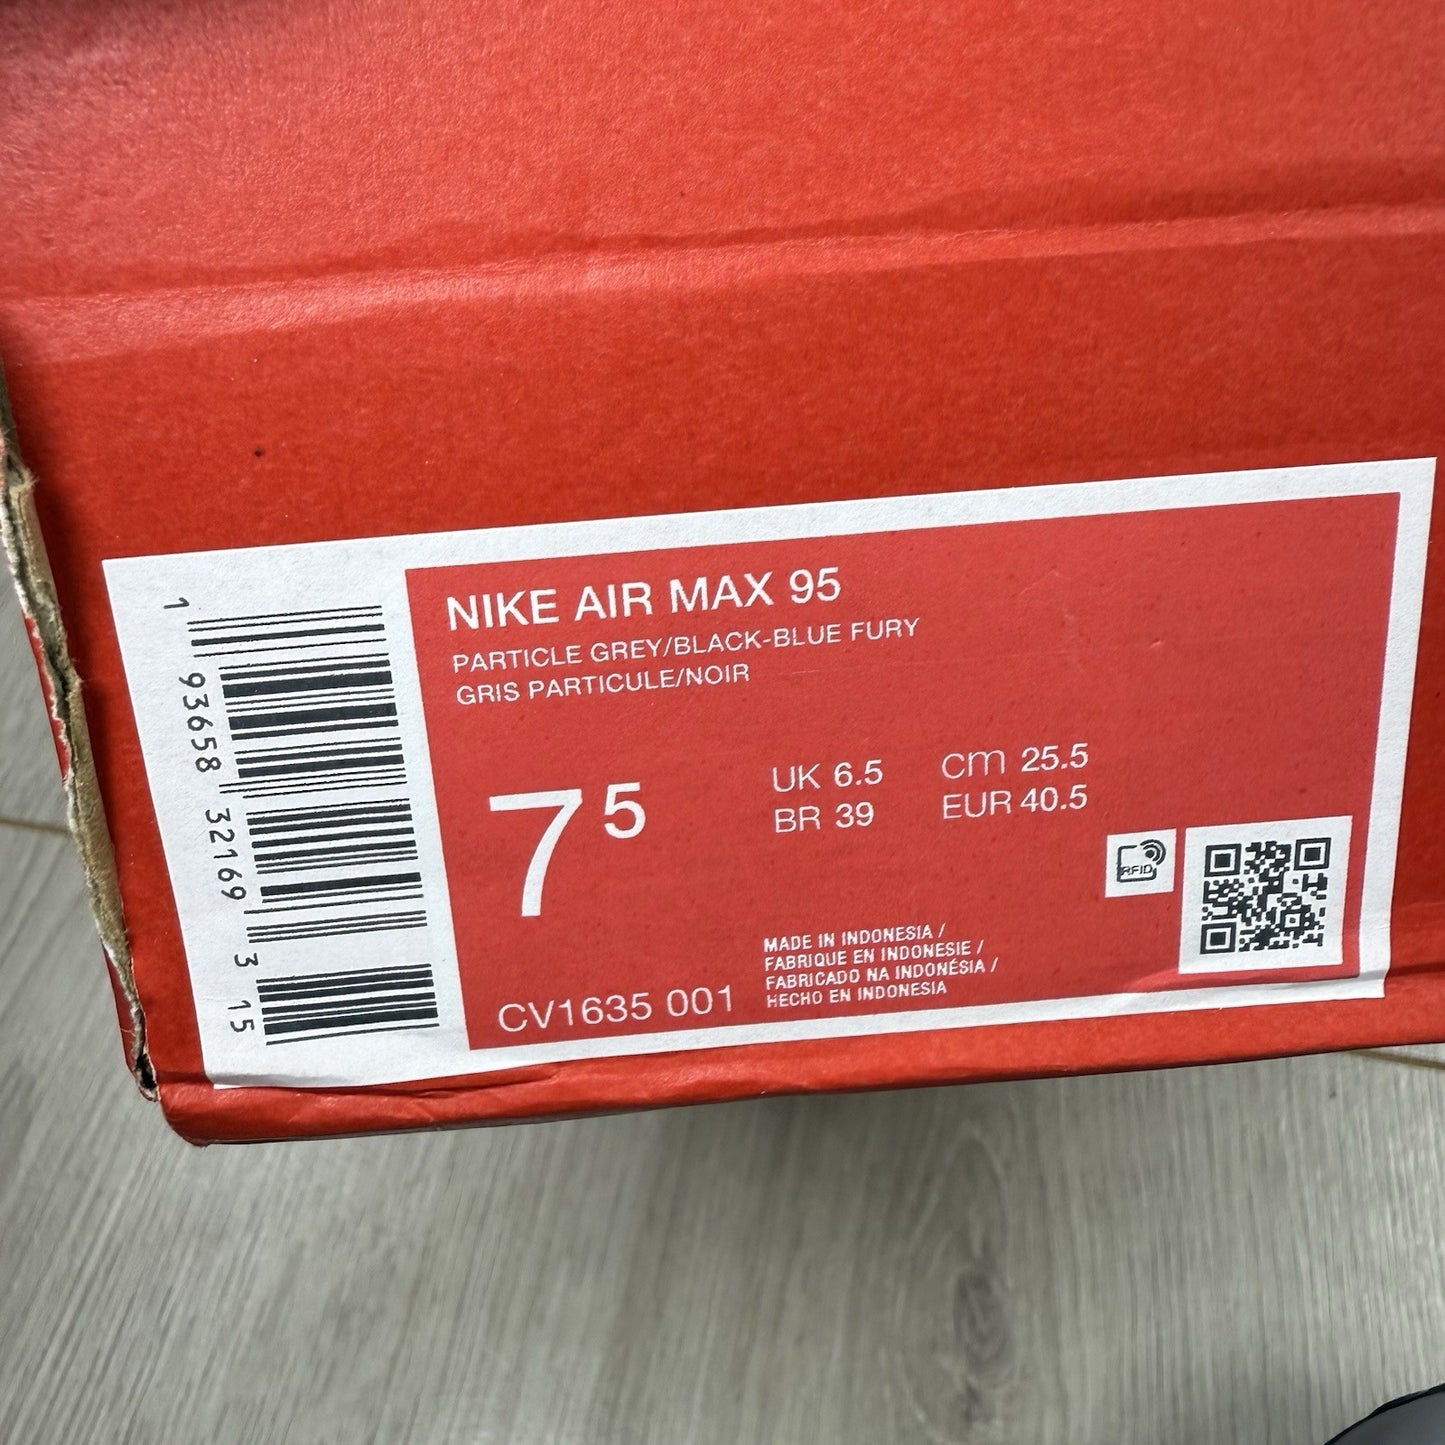 NIKE AIR MAX 95
PARTICLE GREY/BLACK-BLUE FURY
GRIS PARTICULE/NOIR
7 5
UK 6.5 cm 25.5
BR 39 EUR 40.5
RFID
MADE IN INDONESIA /
FABRIQUE EN INDONESIE /
FABRICADO NA INDONÉSIA /
HECHO EN INDONESIA
CV1635 001
1 93658 32169 3 15